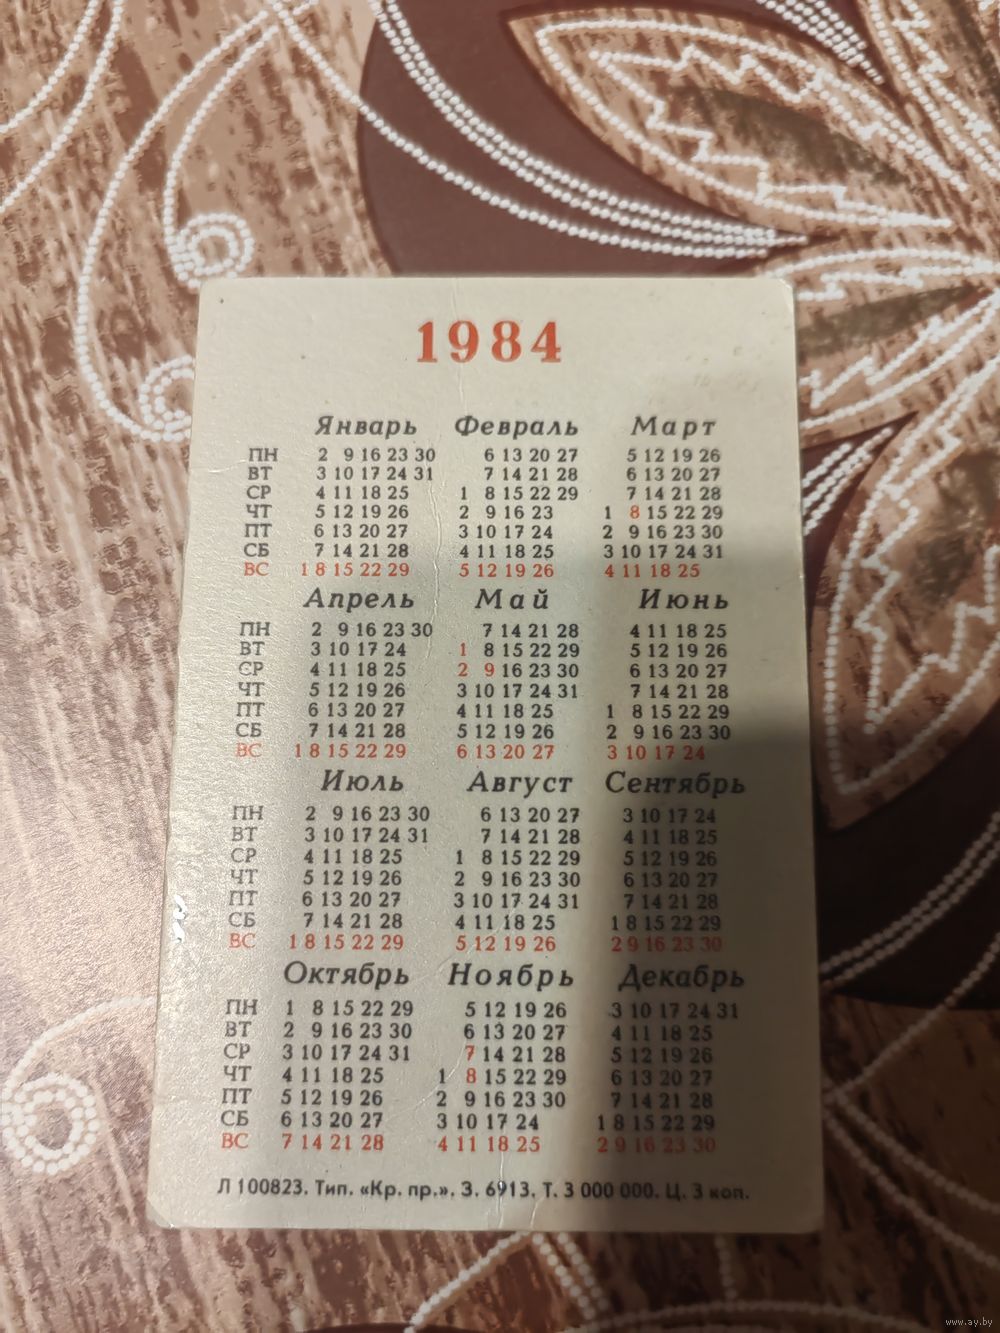 1984
Январь Февраль Март
ПН 2 9 16 23 30 6 13 20 27 5 12 19 26
ВТ 3 10 17 24 31 7 14 21 28 6 13 20 27
СР 4 11 18 25 1 8 15 22 29 7 14 21 28
ЧТ 5 12 19 26 2 9 16 23 1 8 15 22 29
ПТ 6 13 20 27 3 10 17 24 2 9 16 23 30
СБ 7 14 21 28 4 11 18 25 3 10 17 24 31
ВС 1 8 15 22 29 5 12 19 26 4 11 18 25
Апрель Май Июнь
ПН 2 9 16 23 30 7 14 21 28 4 11 18 25
ВТ 3 10 17 24 1 8 15 22 29 5 12 19 26
СР 4 11 18 25 2 9 16 23 30 6 13 20 27
ЧТ 5 12 19 26 3 10 17 24 31 7 14 21 28
ПТ 6 13 20 27 4 11 18 25 1 8 15 22 29
СБ 7 14 21 28 5 12 19 26 2 9 16 23 30
ВС 1 8 15 22 29 6 13 20 27 3 10 17 24
Июль Август Сентябрь
ПН 2 9 16 23 30 6 13 20 27 3 10 17 24
ВТ 3 10 17 24 31 7 14 21 28 4 11 18 25
СР 4 11 18 25 1 8 15 22 29 5 12 19 26
ЧТ 5 12 19 26 2 9 16 23 30 6 13 20 27
ПТ 6 13 20 27 3 10 17 24 31 7 14 21 28
СБ 7 14 21 28 4 11 18 25 1 8 15 22 29
ВС 1 8 15 22 29 5 12 19 26 2 9 16 23 30
Октябрь Ноябрь Декабрь
ПН 1 8 15 22 29 5 12 19 26 3 10 17 24 31
ВТ 2 9 16 23 30 6 13 20 27 4 11 18 25
СР 3 10 17 24 31 7 14 21 28 5 12 19 26
ЧТ 4 11 18 25 1 8 15 22 29 6 13 20 27
ПТ 5 12 19 26 2 9 16 23 30 7 14 21 28
СБ 6 13 20 27 3 10 17 24 1 8 15 22 29
ВС 7 14 21 28 4 11 18 25 2 9 16 23 30
Л 100823. Тип. «Кр. пр.». З. 6913. Т. 3 000 000. Ц. 3 коп.
www.ay.by